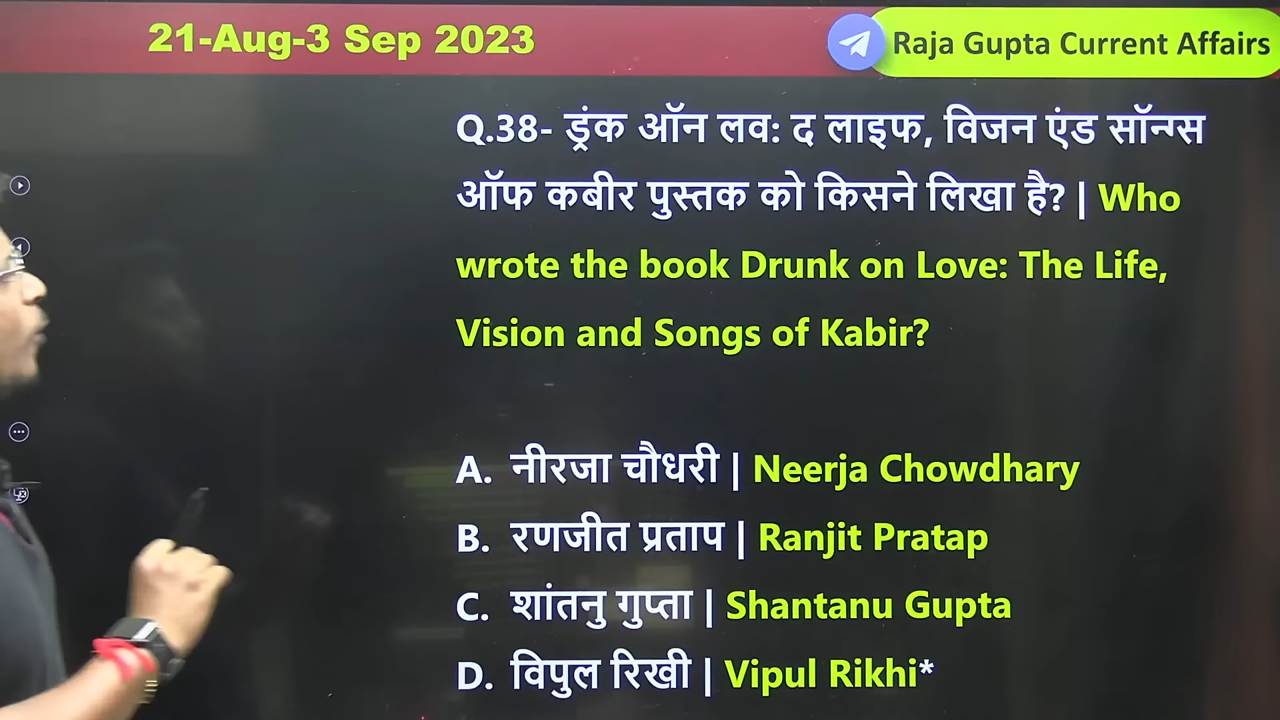 21-Aug-3 Sep 2023
Raja Gupta Current Affairs
Q.38- ड्रंक ऑन लव: द लाइफ, विजन एंड सॉन्ग्स
ऑफ कबीर पुस्तक को किसने लिखा है? | Who
wrote the book Drunk on Love: The Life,
Vision and Songs of Kabir?
A. नीरजा चौधरी | Neerja Chowdhary
B. रणजीत प्रताप | Ranjit Pratap
C. शांतनु गुप्ता | Shantanu Gupta
D. विपुल रिखी | Vipul Rikhi*